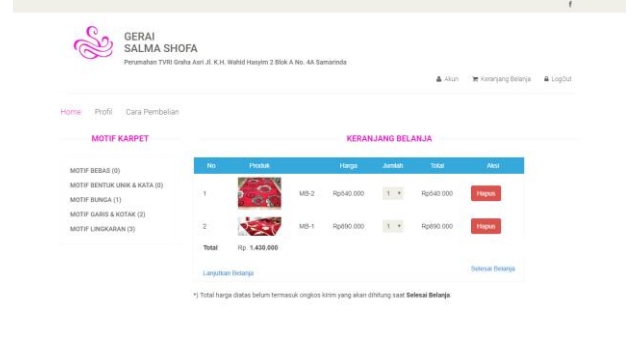 GERAI
SALMA SHOFA
Perumahan TVRI Graha Asri Jl. K.H. Wahid Hasyim 2 Blok A No. 4A Samarinda
Akun Keranjang Belanja LogOut
Home Profil Cara Pembelian
MOTIF KARPET
MOTIF BEBAS (0)
MOTIF BENTUK UNIK & KATA (0)
MOTIF BUNGA (1)
MOTIF GARIS & KOTAK (2)
MOTIF LINGKARAN (3)
KERANJANG BELANJA
No Produk Harga Jumlah Total Aksi
1 MB-2 Rp540.000 1 Rp540.000 Hapus
2 MB-1 Rp890.000 1 Rp890.000 Hapus
Total Rp. 1.430.000
Lanjutkan Belanja
Selesai Belanja
*) Total harga diatas belum termasuk ongkos kirim yang akan dihitung saat Selesai Belanja.